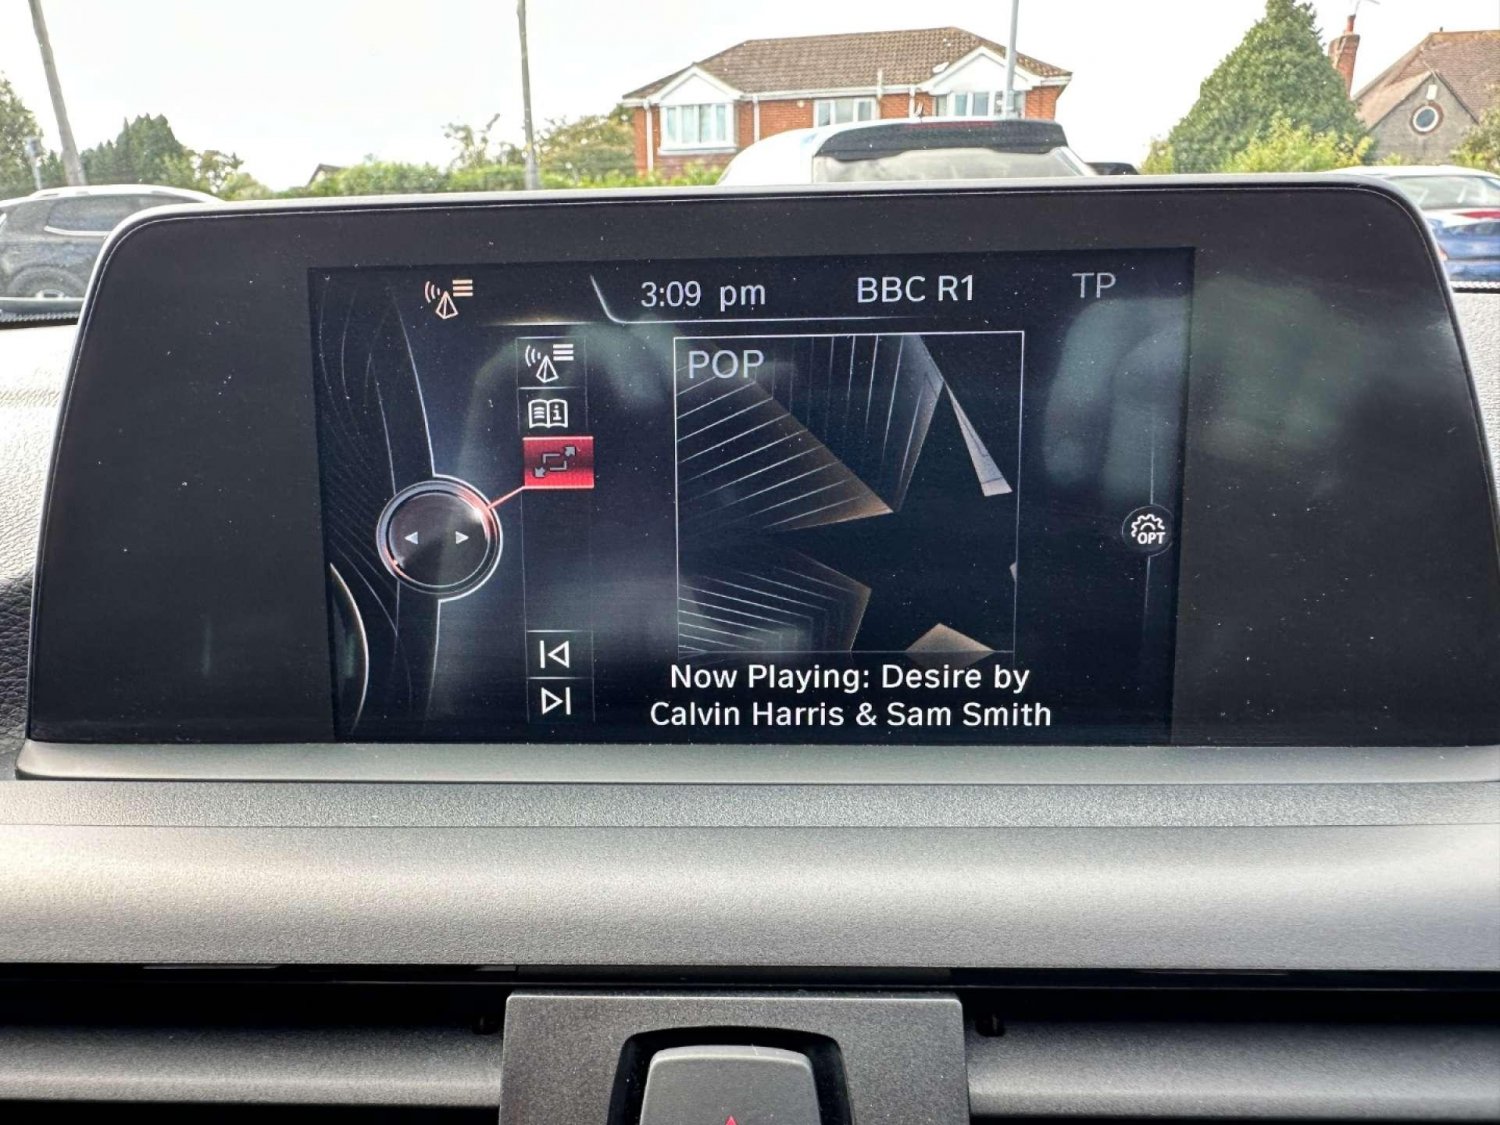 3:09 pm
BBC R1
TP
POP
OPT
Now Playing: Desire by
Calvin Harris & Sam Smith